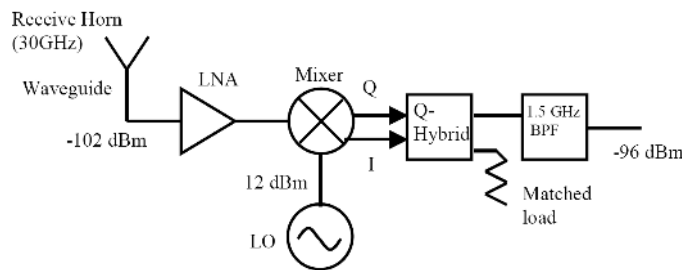 Receive Horn
(30GHz)
Waveguide
LNA
Mixer
Q
Q-
Hybrid
1.5 GHz
BPF
-102 dBm
-96 dBm
I
12 dBm
Matched
load
LO